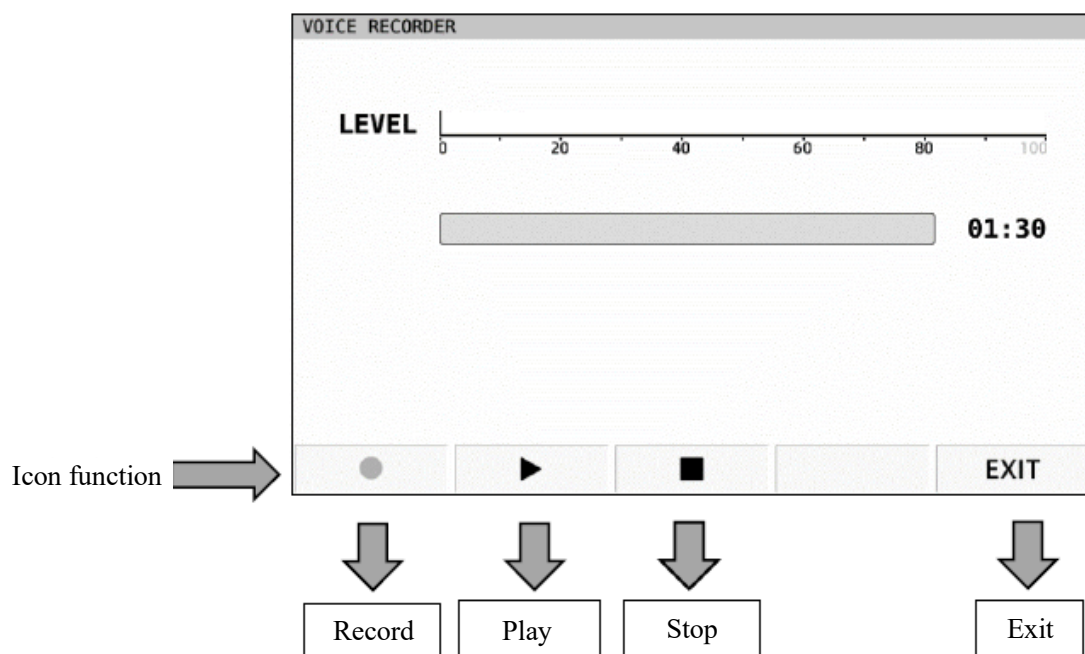 VOICE RECORDER
LEVEL
0 20 40 60 80 100
01:30
Icon function
EXIT
Record Play Stop Exit